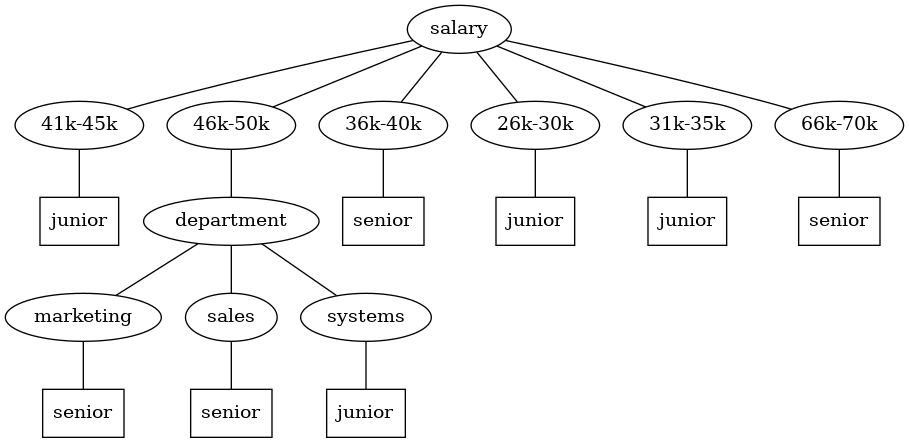 salary
41k-45k
46k-50k
36k-40k
26k-30k
31k-35k
66k-70k
junior
department
senior
junior
junior
senior
marketing
sales
systems
senior
senior
junior